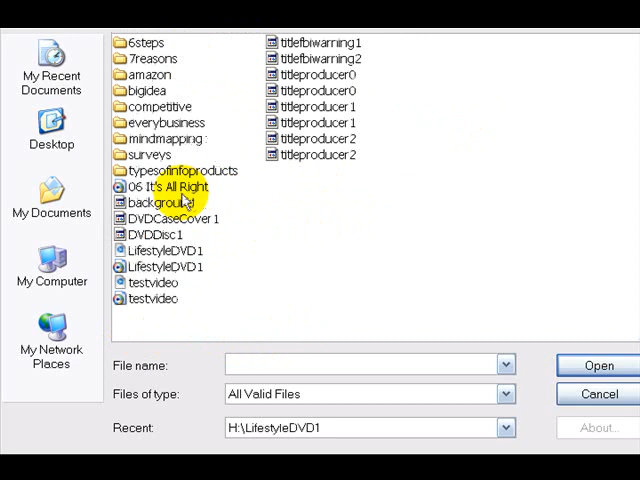 My Recent
Documents
Desktop
My Documents
My Computer
My Network
Places
6steps
7reasons
amazon
bigidea
competitive
everybusiness
mindmapping
surveys
typesofinfoproducts
06 It's All Right
background
DVDCaseCover1
DVDDisc1
LifestyleDVD1
LifestyleDVD1
testvideo
testvideo
titlefbiwarning1
titlefbiwarning2
titleproducer0
titleproducer0
titleproducer1
titleproducer1
titleproducer2
titleproducer2
File name:
Open
Files of type:
All Valid Files
Cancel
Recent:
H:\LifestyleDVD1
About...